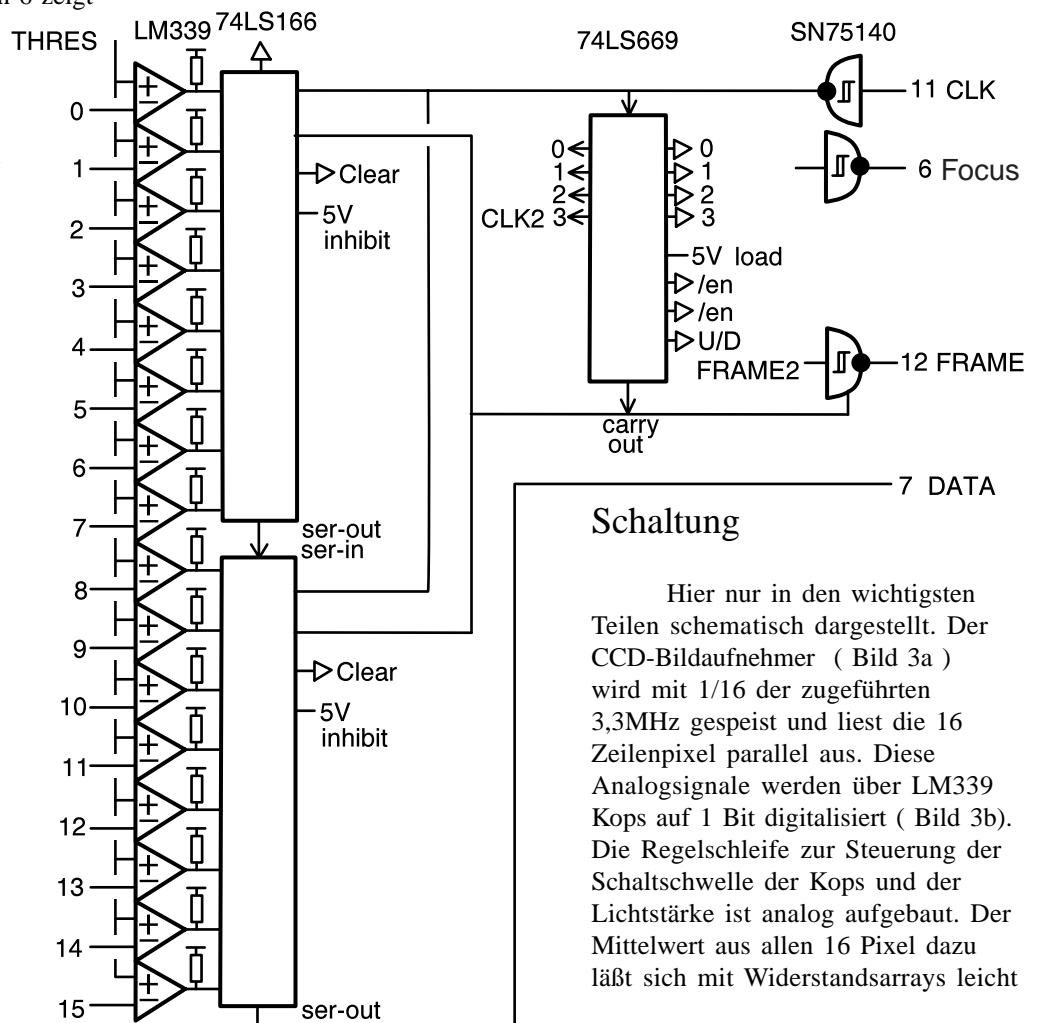 n 6 zeigt
THRES
LM339
74LS166
74LS669
SN75140
0
1
2
3
4
5
6
7
8
9
10
11
12
13
14
15
+
−
+
−
+
−
+
−
+
−
+
−
+
−
+
−
+
−
+
−
+
−
+
−
+
−
+
−
+
−
+
−
Clear
5V
inhibit
ser-out
ser-in
Clear
5V
inhibit
ser-out
0
1
2
CLK2 3
0
1
2
3
5V load
/en
/en
U/D
carry
out
11 CLK
6 Focus
FRAME2
12 FRAME
7 DATA
Schaltung
Hier nur in den wichtigsten
Teilen schematisch dargestellt. Der
CCD-Bildaufnehmer ( Bild 3a )
wird mit 1/16 der zugeführten
3,3MHz gespeist und liest die 16
Zeilenpixel parallel aus. Diese
Analogsignale werden über LM339
Kops auf 1 Bit digitalisiert ( Bild 3b).
Die Regelschleife zur Steuerung der
Schaltschwelle der Kops und der
Lichtstärke ist analog aufgebaut. Der
Mittelwert aus allen 16 Pixel dazu
läßt sich mit Widerstandsarrays leicht